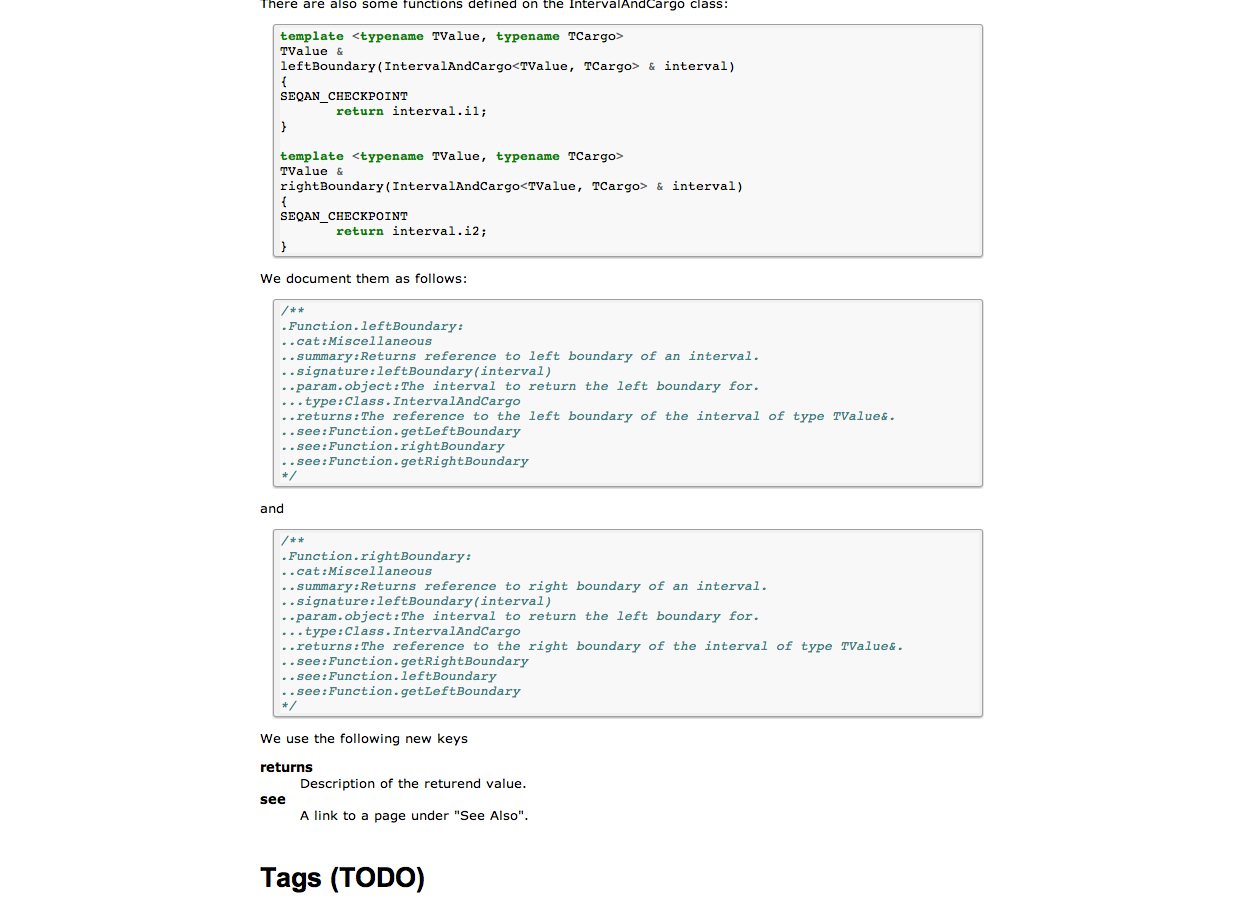 There are also some functions defined on the IntervalAndCargo class:
template <typename TValue, typename TCargo>
TValue &
leftBoundary(IntervalAndCargo<TValue, TCargo> & interval)
{
SEQAN_CHECKPOINT
return interval.i1;
}
template <typename TValue, typename TCargo>
TValue &
rightBoundary(IntervalAndCargo<TValue, TCargo> & interval)
{
SEQAN_CHECKPOINT
return interval.i2;
}
We document them as follows:
/**
.Function.leftBoundary:
..cat:Miscellaneous
..summary:Returns reference to left boundary of an interval.
..signature:leftBoundary(interval)
..param.object:The interval to return the left boundary for.
...type:Class.IntervalAndCargo
..returns:The reference to the left boundary of the interval of type TValue&.
..see:Function.getLeftBoundary
..see:Function.rightBoundary
..see:Function.getRightBoundary
*/
and
/**
.Function.rightBoundary:
..cat:Miscellaneous
..summary:Returns reference to right boundary of an interval.
..signature:leftBoundary(interval)
..param.object:The interval to return the left boundary for.
...type:Class.IntervalAndCargo
..returns:The reference to the right boundary of the interval of type TValue&.
..see:Function.getRightBoundary
..see:Function.leftBoundary
..see:Function.getLeftBoundary
*/
We use the following new keys
returns
Description of the returend value.
see
A link to a page under "See Also".
Tags (TODO)